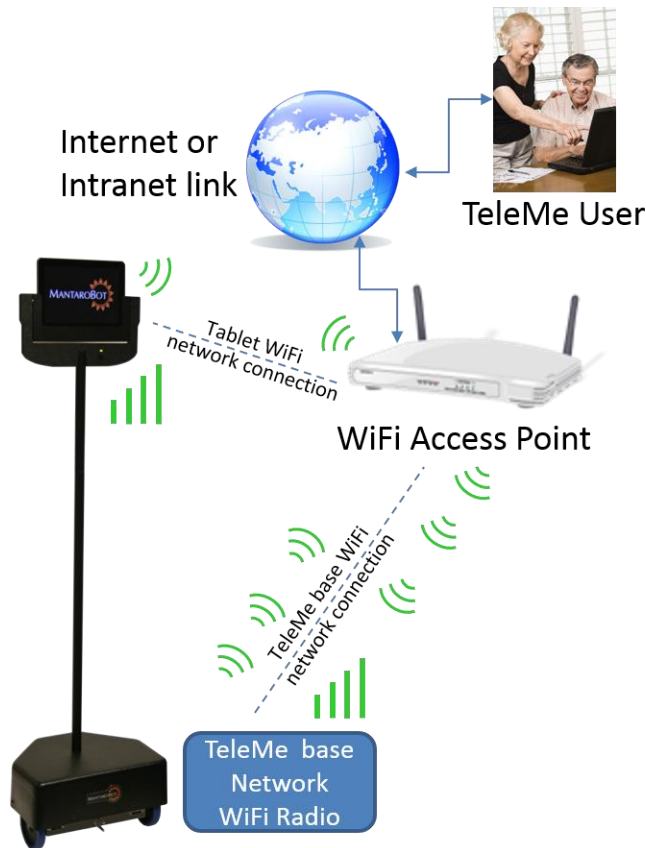 Internet or
Intranet link
TeleMe User
MANTAROBOT
Tablet WiFi
network connection
WiFi Access Point
TeleMe base WiFi
network connection
TeleMe base
Network
WiFi Radio
MANTAROBOT